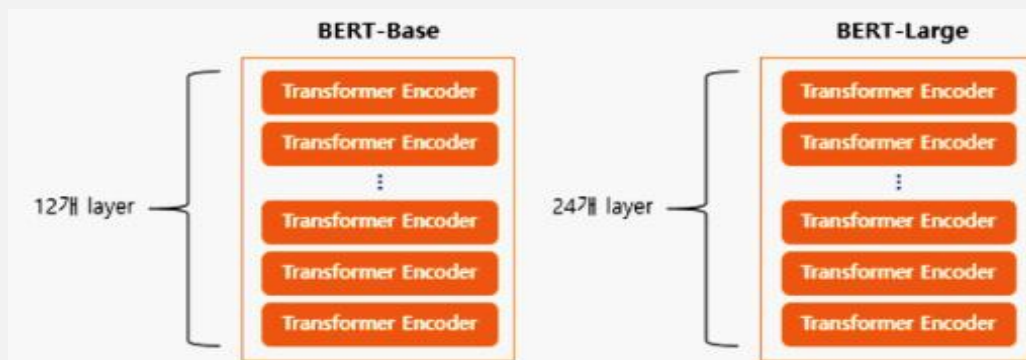 BERT-Base
Transformer Encoder
Transformer Encoder
⋮
12개 layer
Transformer Encoder
Transformer Encoder
Transformer Encoder
BERT-Large
Transformer Encoder
Transformer Encoder
⋮
24개 layer
Transformer Encoder
Transformer Encoder
Transformer Encoder